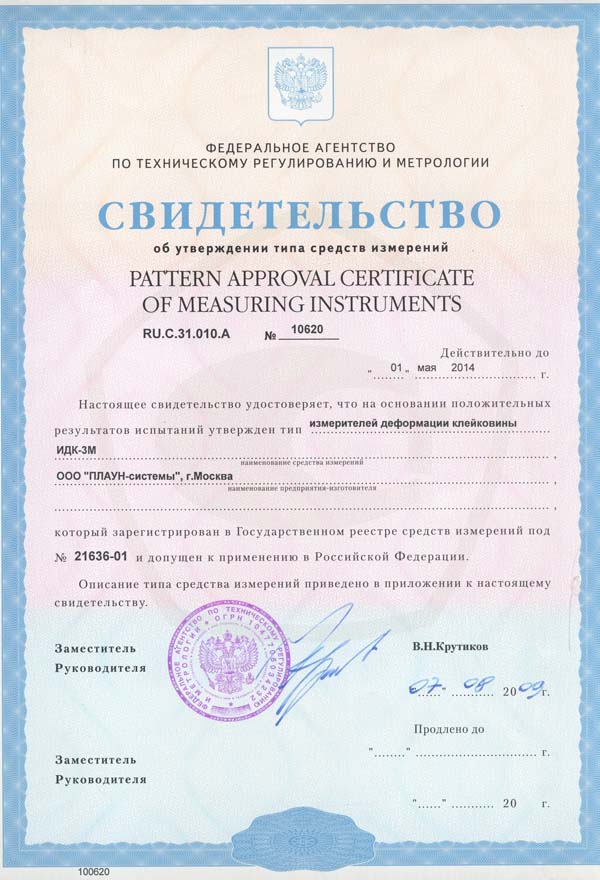 ФЕДЕРАЛЬНОЕ АГЕНТСТВО
ПО ТЕХНИЧЕСКОМУ РЕГУЛИРОВАНИЮ И МЕТРОЛОГИИ
СВИДЕТЕЛЬСТВО
об утверждении типа средств измерений
PATTERN APPROVAL CERTIFICATE
OF MEASURING INSTRUMENTS
RU.C.31.010.A № 10620
Действительно до
" 01 " мая 2014 г.
Настоящее свидетельство удостоверяет, что на основании положительных
результатов испытаний утвержден тип измерителей деформации клейковины
ИДК-3М
наименование средства измерений
ООО "ПЛАУН-системы", г.Москва
наименование предприятия-изготовителя
который зарегистрирован в Государственном реестре средств измерений под
№ 21636-01 и допущен к применению в Российской Федерации.
Описание типа средства измерений приведено в приложении к настоящему
свидетельству.
Заместитель
Руководителя
В.Н.Крутиков
07 08 2009г.
ФЕДЕРАЛЬНОЕ АГЕНТСТВО ПО ТЕХНИЧЕСКОМУ РЕГУЛИРОВАНИЮ И МЕТРОЛОГИИ
ОГРН 1047706034232
Продлено до
"........" .............................. г.
Заместитель
Руководителя
"......" ........... 20 г.
100620